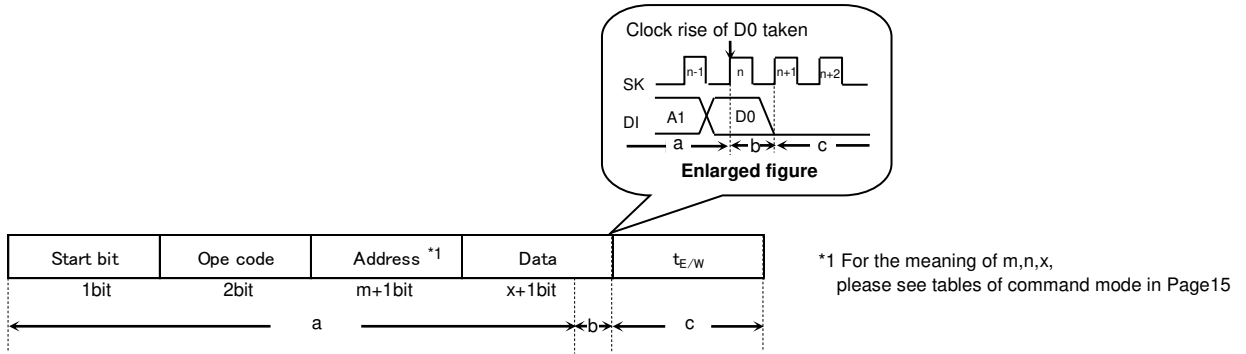 Clock rise of D0 taken
SK
n-1
n
n+1
n+2
DI
A1
D0
a
b
c
Enlarged figure
Start bit
Ope code
Address *1
Data
tE/W
1bit
2bit
m+1bit
x+1bit
a
b
c
*1 For the meaning of m,n,x,
please see tables of command mode in Page15